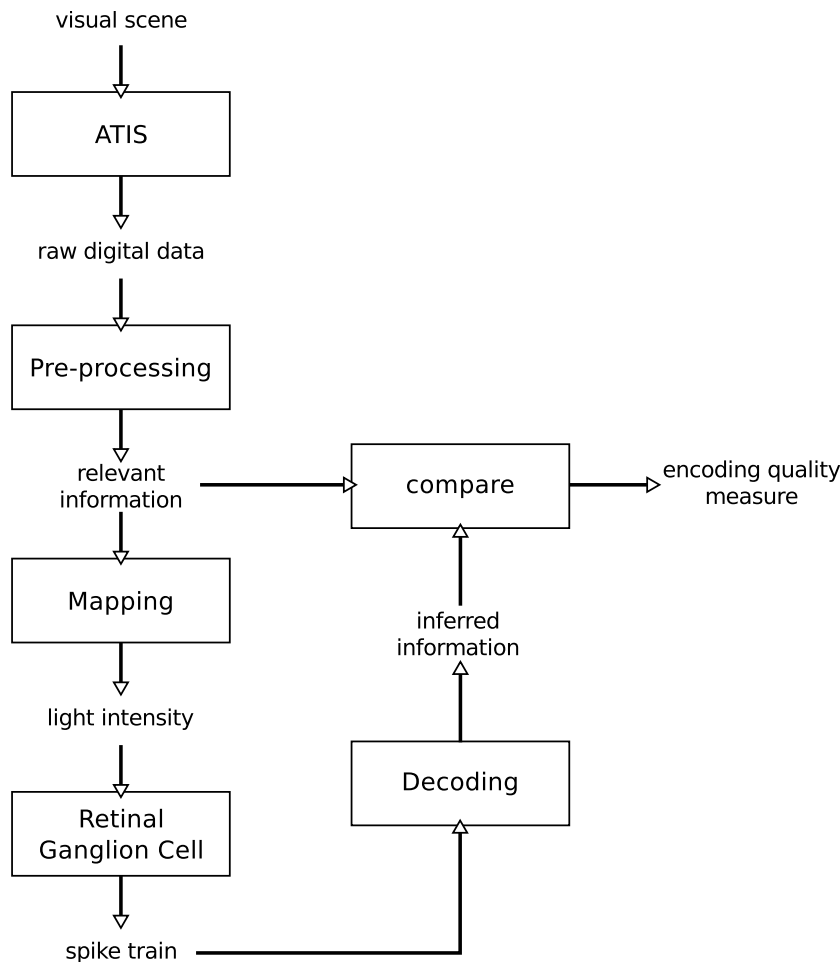 visual scene
ATIS
raw digital data
Pre-processing
relevant
information
compare
encoding quality
measure
Mapping
inferred
information
light intensity
Decoding
Retinal
Ganglion Cell
spike train